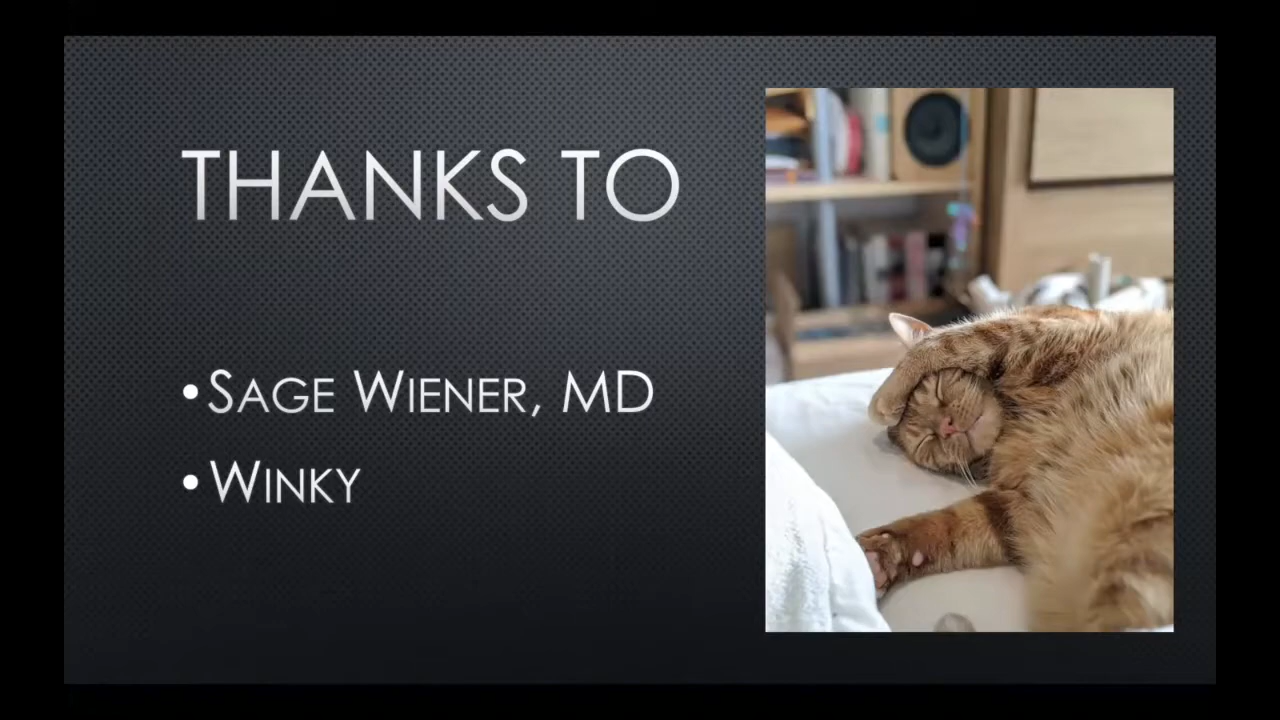 THANKS TO
• SAGE WIENER, MD
• WINKY